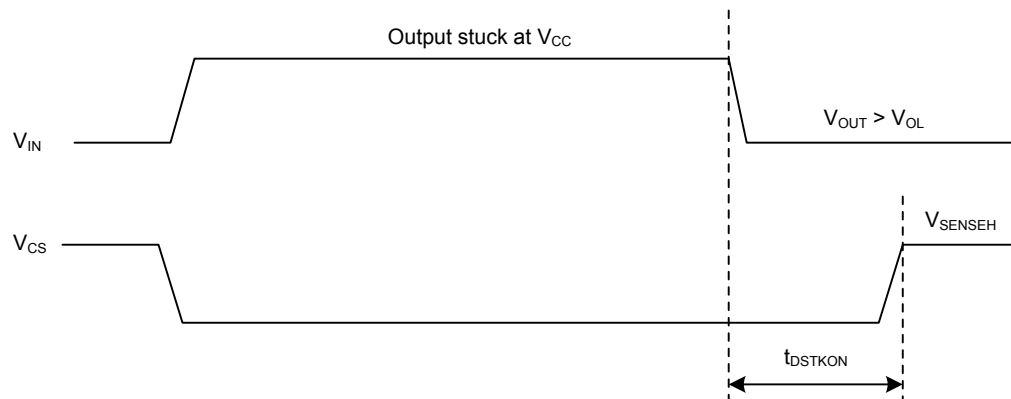 Output stuck at VCC
VIN
VOUT > VOL
VCS
VSENSEH
tDSTKON